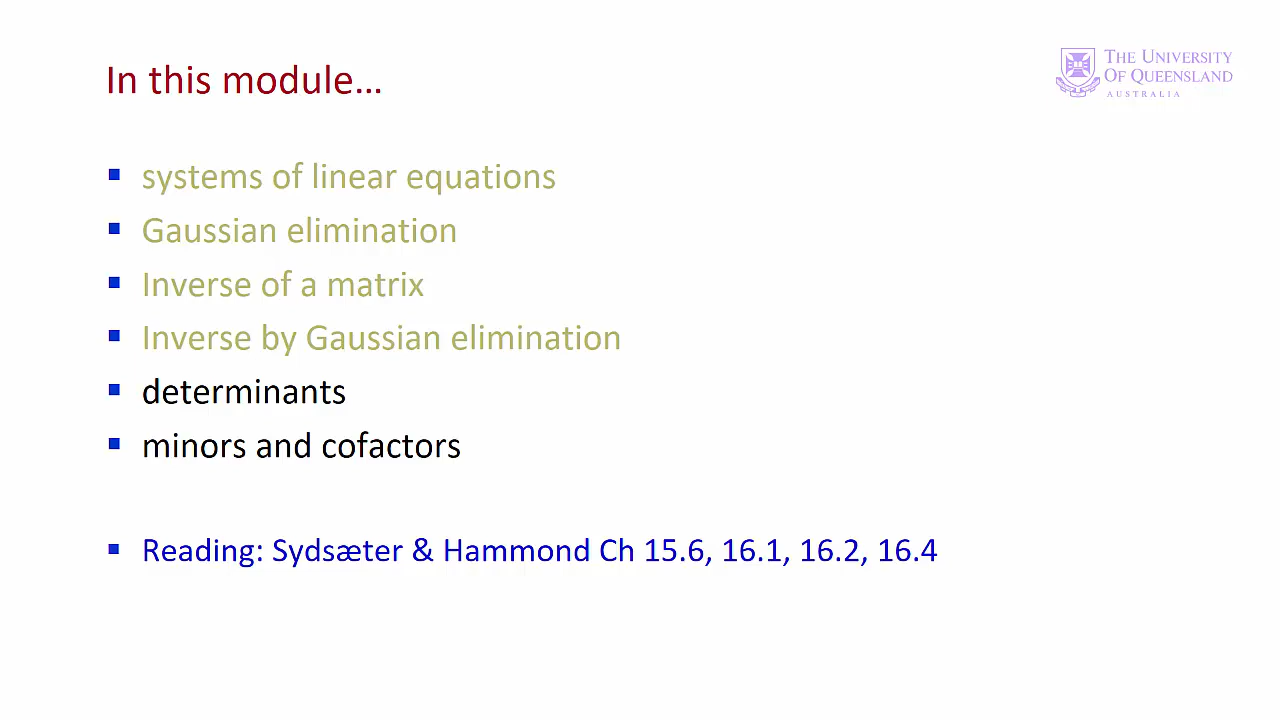 In this module…
THE UNIVERSITY
OF QUEENSLAND
AUSTRALIA
systems of linear equations
Gaussian elimination
Inverse of a matrix
Inverse by Gaussian elimination
determinants
minors and cofactors
Reading: Sydsæter & Hammond Ch 15.6, 16.1, 16.2, 16.4